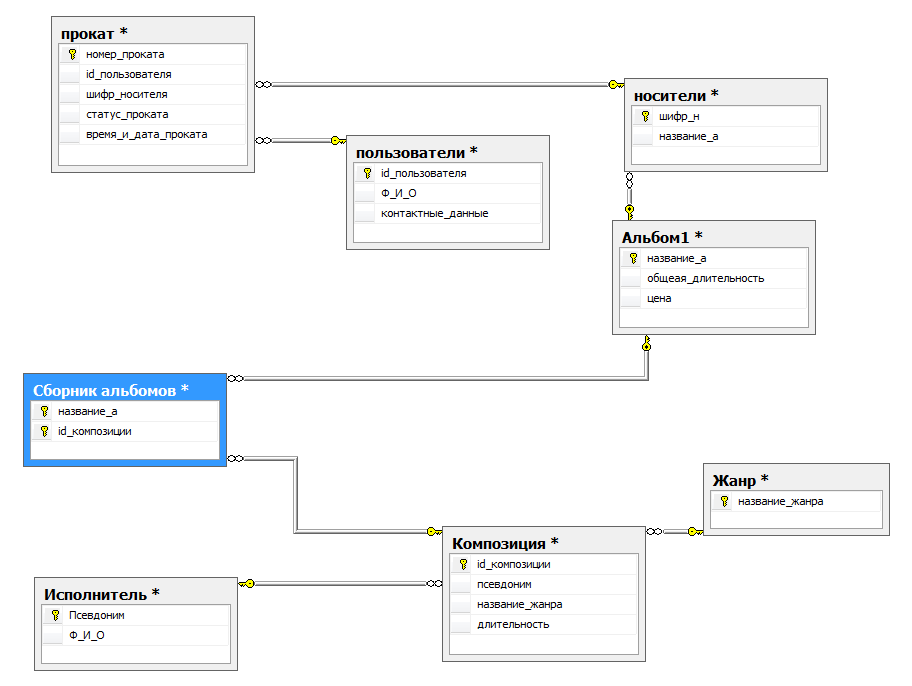 прокат *
номер_проката
id_пользователя
шифр_носителя
статус_проката
время_и_дата_проката
носители *
шифр_н
название_а
пользователи *
id_пользователя
Ф_И_О
контактные_данные
Альбом1 *
название_а
общеая_длительность
цена
Сборник альбомов *
название_а
id_композиции
Жанр *
название_жанра
Композиция *
id_композиции
псевдоним
название_жанра
длительность
Исполнитель *
Псевдоним
Ф_И_О